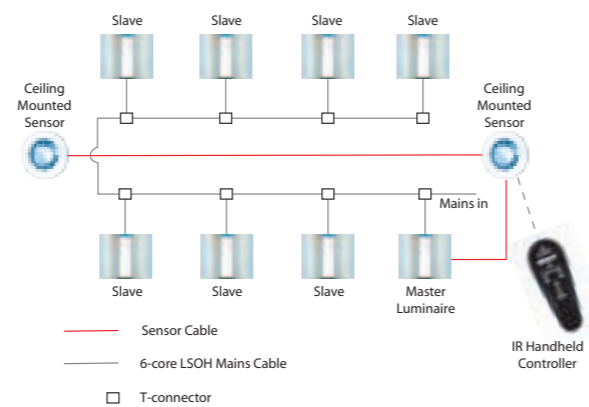 Slave
Slave
Slave
Slave
Ceiling
Mounted
Sensor
Ceiling
Mounted
Sensor
Mains in
Slave
Slave
Slave
Master
Luminaire
IR Handheld
Controller
Sensor Cable
6-core LSOH Mains Cable
T-connector